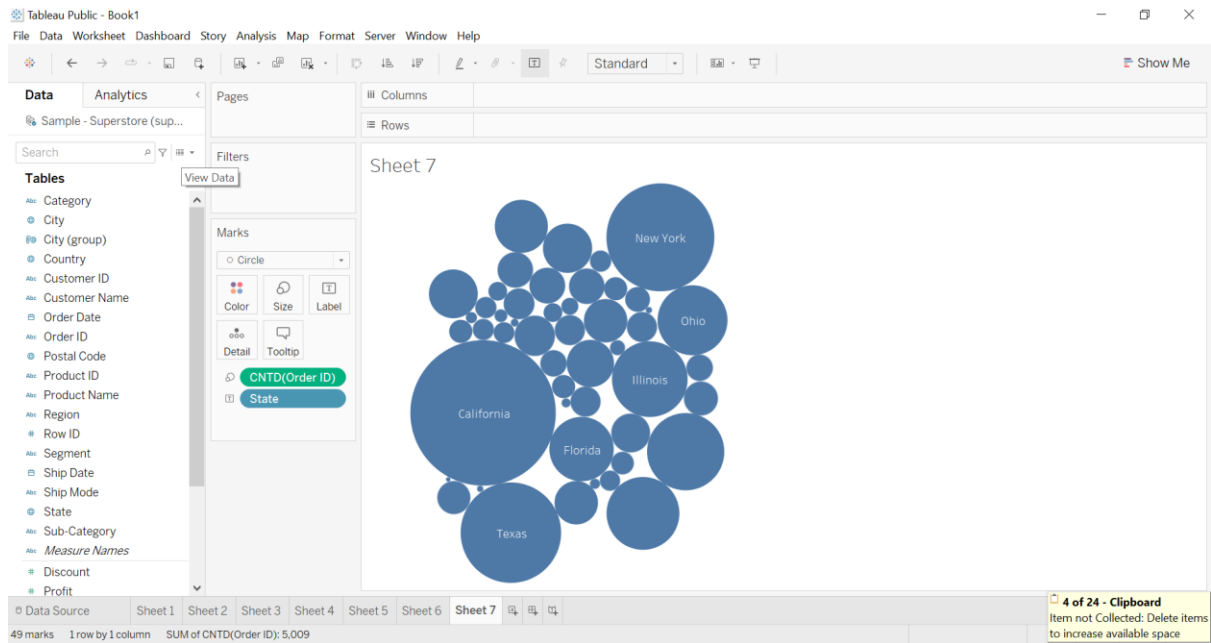 Tableau Public - Book1
File Data Worksheet Dashboard Story Analysis Map Format Server Window Help
Standard
Show Me
Data Analytics
Sample - Superstore (sup...
Search
View Data
Tables
Category
City
City (group)
Country
Customer ID
Customer Name
Order Date
Order ID
Postal Code
Product ID
Product Name
Region
Row ID
Segment
Ship Date
Ship Mode
State
Sub-Category
Measure Names
Discount
Profit
Pages
Filters
Marks
Circle
Color Size Label
Detail Tooltip
CNTD(Order ID)
State
Columns
Rows
Sheet 7
New York
Ohio
Illinois
California
Florida
Texas
Data Source Sheet 1 Sheet 2 Sheet 3 Sheet 4 Sheet 5 Sheet 6 Sheet 7
49 marks 1 row by 1 column SUM of CNTD(Order ID): 5,009
4 of 24 - Clipboard
Item not Collected: Delete items
to increase available space